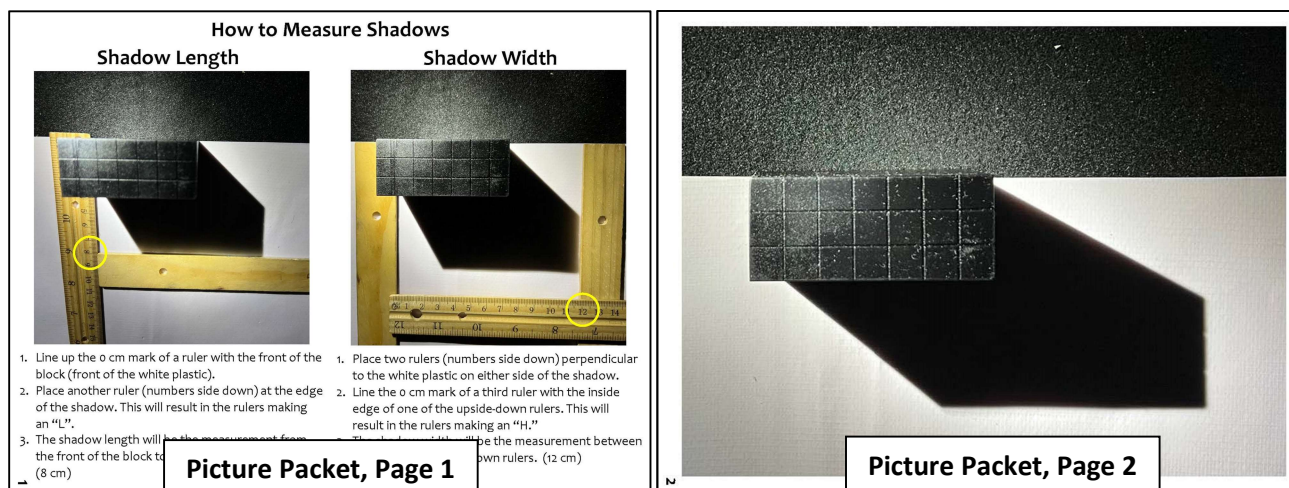 How to Measure Shadows
Shadow Length
Shadow Width
1. Line up the 0 cm mark of a ruler with the front of the
block (front of the white plastic).
2. Place another ruler (numbers side down) at the edge
of the shadow. This will result in the rulers making
an “L”.
3. The shadow length will be the measurement from
the front of the block to
(8 cm)
1. Place two rulers (numbers side down) perpendicular
to the white plastic on either side of the shadow.
2. Line the 0 cm mark of a third ruler with the inside
edge of one of the upside-down rulers. This will
result in the rulers making an “H.”
be the measurement between
own rulers. (12 cm)
1
Picture Packet, Page 1
2
Picture Packet, Page 2